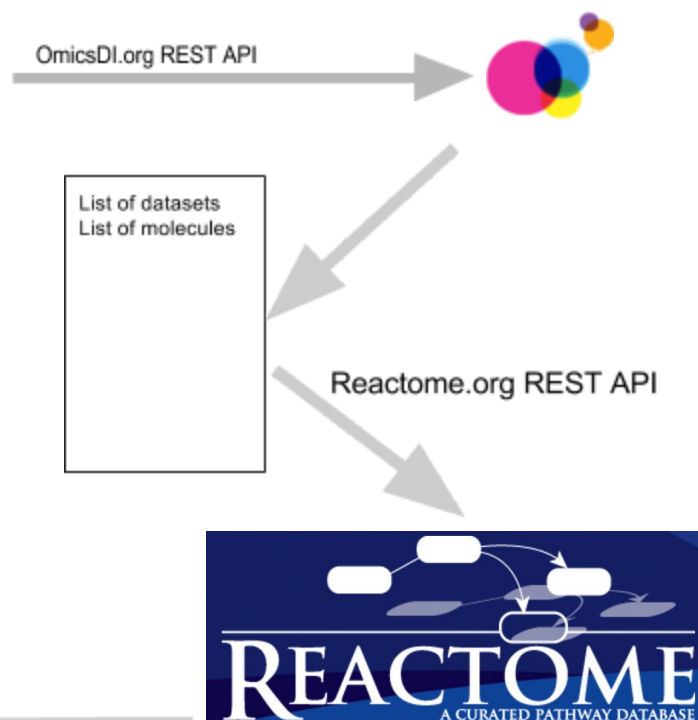 OmicsDI.org REST API
List of datasets
List of molecules
Reactome.org REST API
REACTOME
A CURATED PATHWAY DATABASE